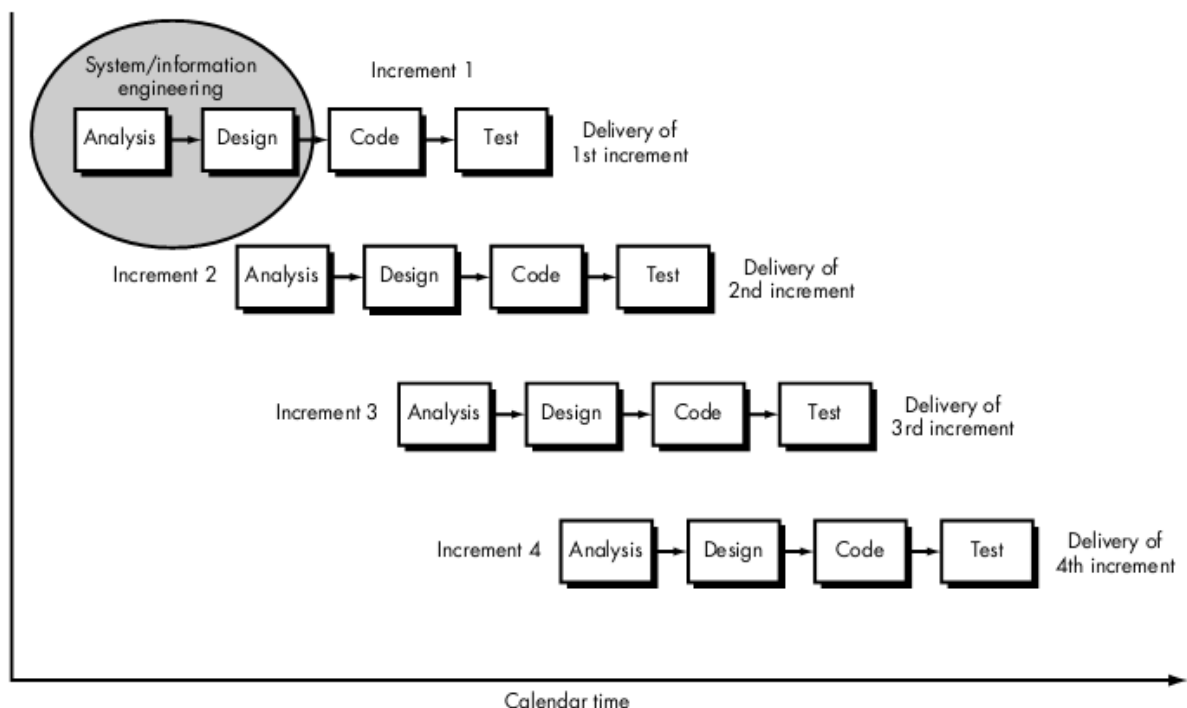 System/information
engineering
Increment 1
Analysis
Design
Code
Test
Delivery of
1st increment
Increment 2
Analysis
Design
Code
Test
Delivery of
2nd increment
Increment 3
Analysis
Design
Code
Test
Delivery of
3rd increment
Increment 4
Analysis
Design
Code
Test
Delivery of
4th increment
Calendar time